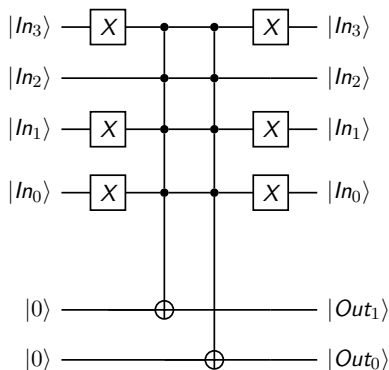 |In₃⟩ X X |In₃⟩
|In₂⟩ |In₂⟩
|In₁⟩ X X |In₁⟩
|In₀⟩ X X |In₀⟩
|0⟩ |Out₁⟩
|0⟩ |Out₀⟩